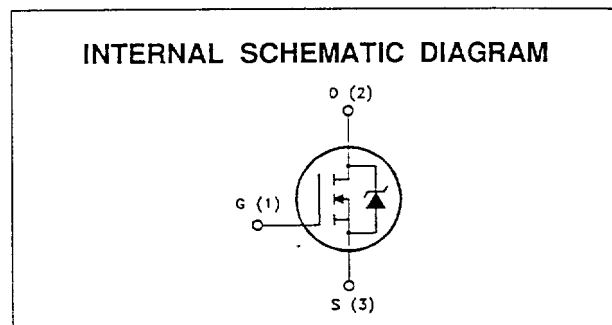 INTERNAL SCHEMATIC DIAGRAM
D (2)
G (1)
S (3)